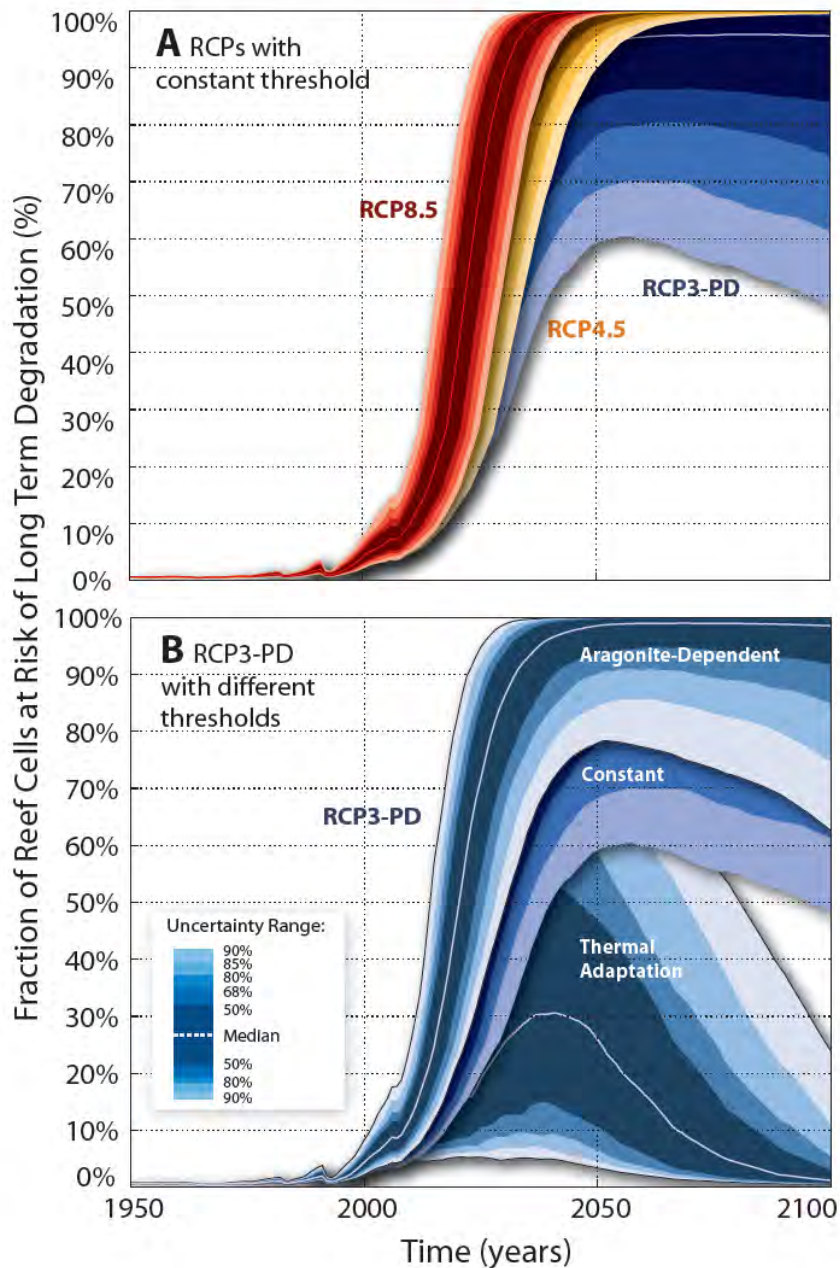 Fraction of Reef Cells at Risk of Long Term Degradation (%)
100%
90%
80%
70%
60%
50%
40%
30%
20%
10%
0%
A RCPs with
constant threshold
RCP8.5
RCP3-PD
RCP4.5
100%
90%
80%
70%
60%
50%
40%
30%
20%
10%
0%
B RCP3-PD
with different
thresholds
Aragonite-Dependent
Constant
RCP3-PD
Thermal
Adaptation
Uncertainty Range:
90%
85%
80%
68%
50%
Median
50%
80%
90%
1950 2000 2050 2100
Time (years)